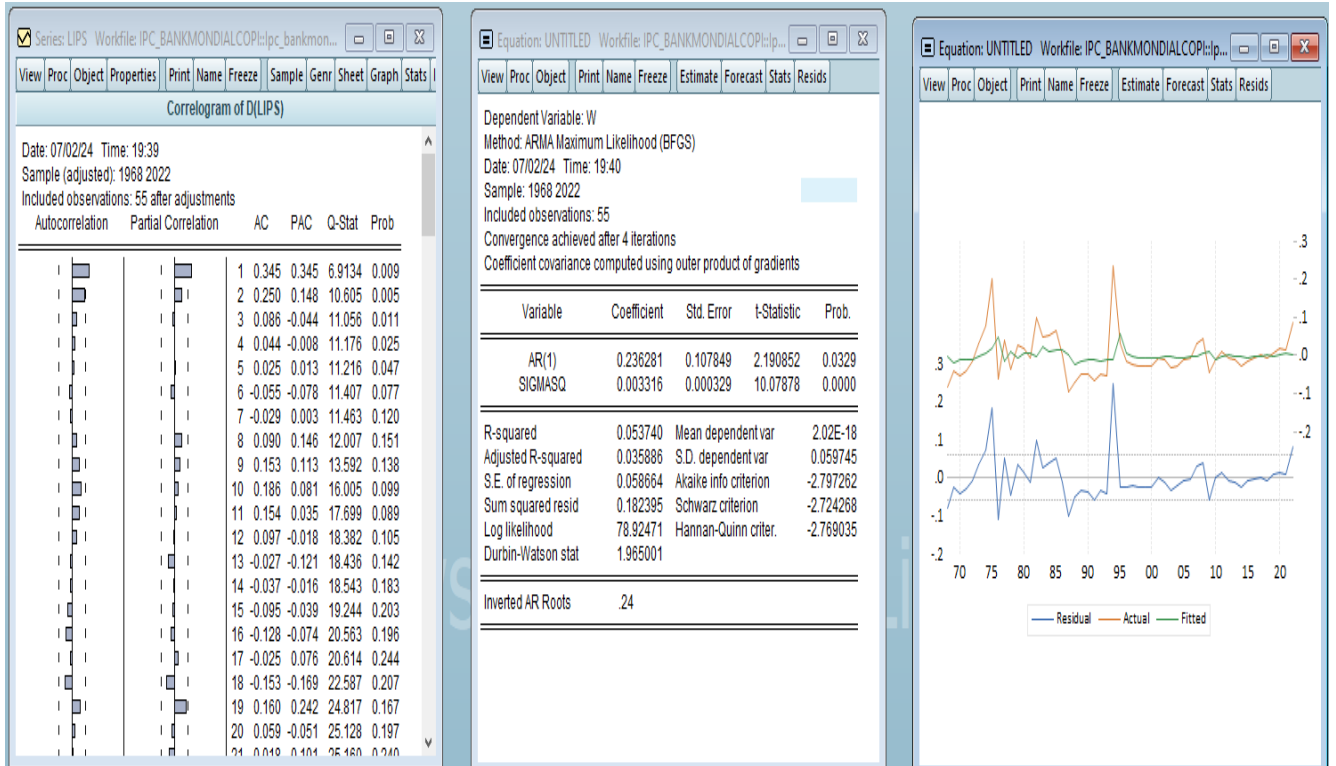 Series: LIPS Workfile: IPC_BANKMONDIALCOPI::Ipc_bankmon...
View Proc Object Properties Print Name Freeze Sample Genr Sheet Graph Stats
Correlogram of D(LIPS)
Date: 07/02/24 Time: 19:39
Sample (adjusted): 1968 2022
Included observations: 55 after adjustments
Autocorrelation Partial Correlation AC PAC Q-Stat Prob
1 0.345 0.345 6.9134 0.009
2 0.250 0.148 10.605 0.005
3 0.086 -0.044 11.056 0.011
4 0.044 -0.008 11.176 0.025
5 0.025 0.013 11.216 0.047
6 -0.055 -0.078 11.407 0.077
7 -0.029 0.003 11.463 0.120
8 0.090 0.146 12.007 0.151
9 0.153 0.113 13.592 0.138
10 0.186 0.081 16.005 0.099
11 0.154 0.035 17.699 0.089
12 0.097 -0.018 18.382 0.105
13 -0.027 -0.121 18.436 0.142
14 -0.037 -0.016 18.543 0.183
15 -0.095 -0.039 19.244 0.203
16 -0.128 -0.074 20.563 0.196
17 -0.025 0.076 20.614 0.244
18 -0.153 -0.169 22.587 0.207
19 0.160 0.242 24.817 0.167
20 0.059 -0.051 25.128 0.197
Equation: UNTITLED Workfile: IPC_BANKMONDIALCOPI::Ip...
View Proc Object Print Name Freeze Estimate Forecast Stats Resids
Dependent Variable: W
Method: ARMA Maximum Likelihood (BFGS)
Date: 07/02/24 Time: 19:40
Sample: 1968 2022
Included observations: 55
Convergence achieved after 4 iterations
Coefficient covariance computed using outer product of gradients
Variable Coefficient Std. Error t-Statistic Prob.
AR(1) 0.236281 0.107849 2.190852 0.0329
SIGMASQ 0.003316 0.000329 10.07878 0.0000
R-squared 0.053740 Mean dependent var 2.02E-18
Adjusted R-squared 0.035886 S.D. dependent var 0.059745
S.E. of regression 0.058664 Akaike info criterion -2.797262
Sum squared resid 0.182395 Schwarz criterion -2.724268
Log likelihood 78.92471 Hannan-Quinn criter. -2.769035
Durbin-Watson stat 1.965001
Inverted AR Roots .24
Equation: UNTITLED Workfile: IPC_BANKMONDIALCOPI::Ip...
View Proc Object Print Name Freeze Estimate Forecast Stats Resids
.3
.2
.1
.0
-.1
-.2
.3
.2
.1
.0
-.1
-.2
70 75 80 85 90 95 00 05 10 15 20
Residual Actual Fitted